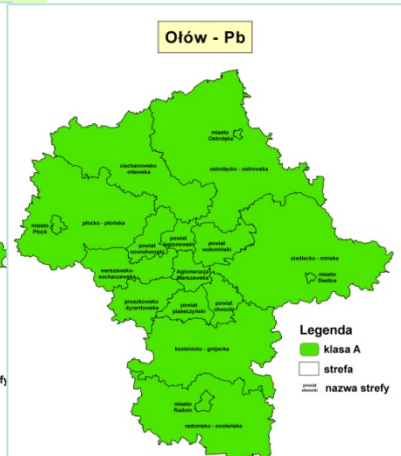 Ołów - Pb
miasto
Ostrołęka
ciechanowsko
-mławska
ostrołęcko - ostrowska
miasto
Płock
płocko - płońska
powiat
legionowski
powiat
nowodworski
powiat
wołomiński
siedlecko - mińska
miasto
Siedlce
warszawsko-
sochaczewska
Aglomeracja
Warszawska
pruszkowsko
-żyrardowska
powiat
piaseczyński
powiat
otwocki
kozienicko - grójecka
miasto
Radom
radomsko - zwoleńska
Legenda
klasa A
strefa
powiat
otwocki
nazwa strefy